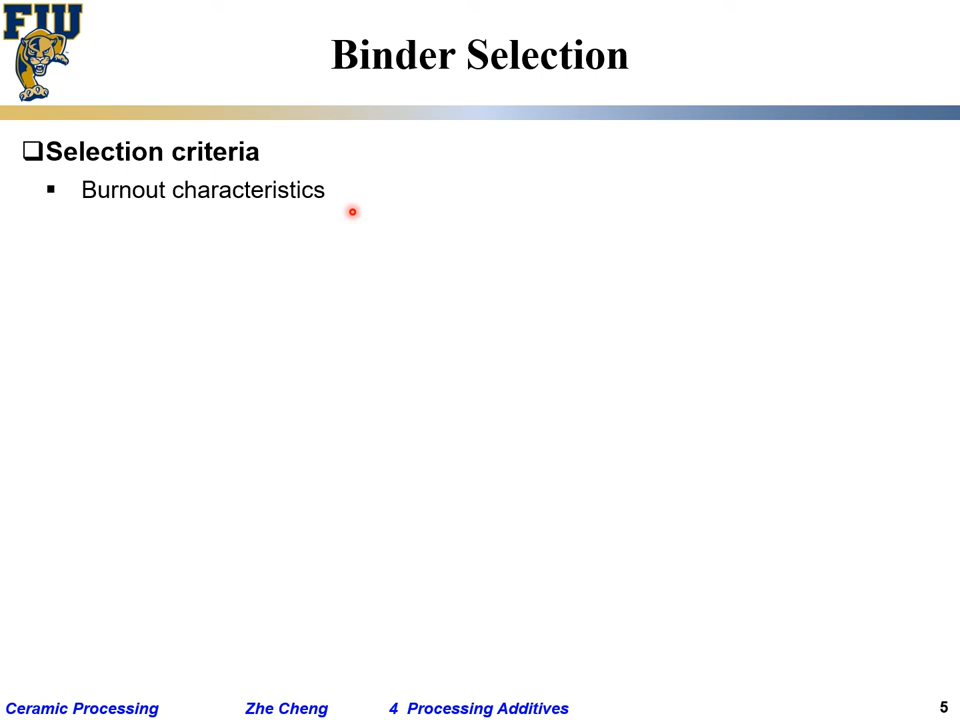 FIU
Binder Selection
Selection criteria
Burnout characteristics
Ceramic Processing Zhe Cheng 4 Processing Additives 5